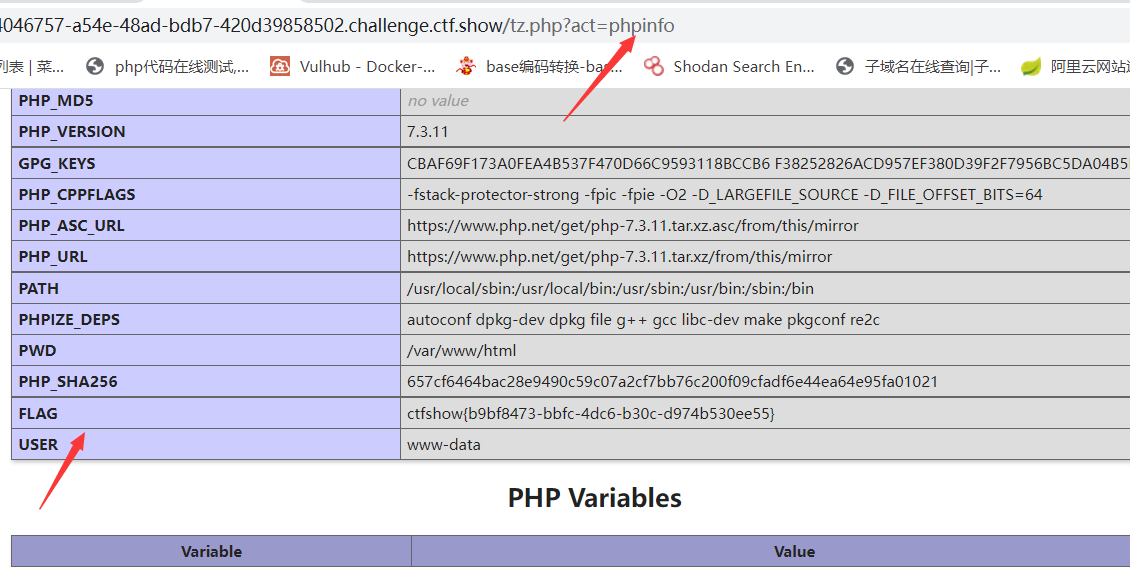 4046757-a54e-48ad-bdb7-420d39858502.challenge.ctf.show/tz.php?act=phpinfo
列表 | 菜... php代码在线测试,... Vulhub - Docker-... base编码转换-bas... Shodan Search En... 子域名在线查询|子... 阿里云网站
PHP_MD5 no value
PHP_VERSION 7.3.11
GPG_KEYS CBAF69F173A0FEA4B537F470D66C9593118BCCB6 F38252826ACD957EF380D39F2F7956BC5DA04B5
PHP_CPPFLAGS -fstack-protector-strong -fpic -fpie -O2 -D_LARGEFILE_SOURCE -D_FILE_OFFSET_BITS=64
PHP_ASC_URL https://www.php.net/get/php-7.3.11.tar.xz.asc/from/this/mirror
PHP_URL https://www.php.net/get/php-7.3.11.tar.xz/from/this/mirror
PATH /usr/local/sbin:/usr/local/bin:/usr/sbin:/usr/bin:/sbin:/bin
PHPIZE_DEPS autoconf dpkg-dev dpkg file g++ gcc libc-dev make pkgconf re2c
PWD /var/www/html
PHP_SHA256 657cf6464bac28e9490c59c07a2cf7bb76c200f09cfadf6e44ea64e95fa01021
FLAG ctfshow{b9bf8473-bbfc-4dc6-b30c-d974b530ee55}
USER www-data
PHP Variables
Variable Value